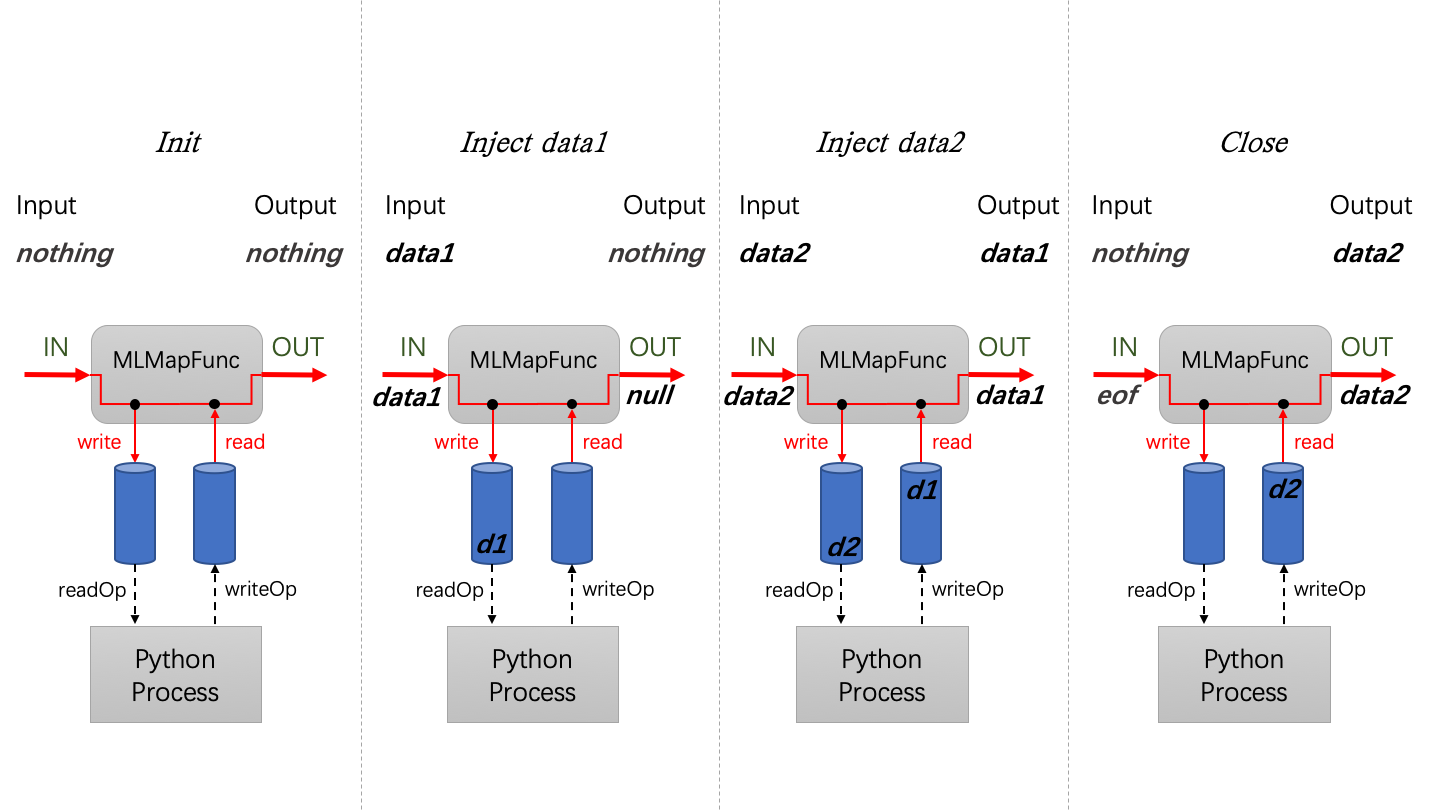 Init
Input Output
nothing nothing
IN OUT
MLMapFunc
write read
readOp writeOp
Python
Process
Inject data1
Input Output
data1 nothing
IN OUT
MLMapFunc
data1 null
write read
d1
readOp writeOp
Python
Process
Inject data2
Input Output
data2 data1
IN OUT
MLMapFunc
data2 data1
write read
d1
d2
readOp writeOp
Python
Process
Close
Input Output
nothing data2
IN OUT
MLMapFunc
eof data2
write read
d2
readOp writeOp
Python
Process